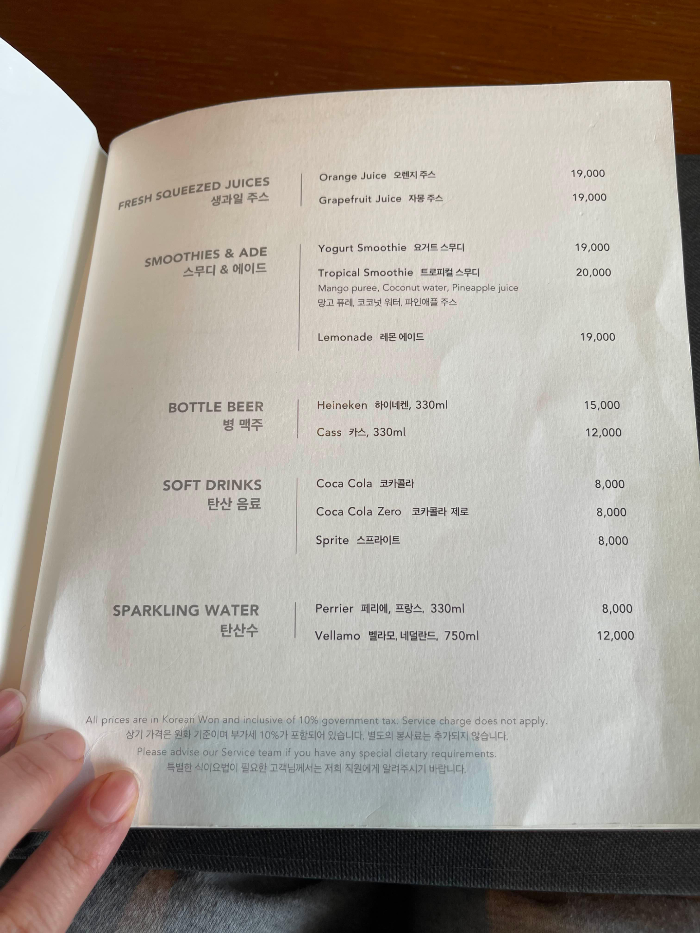 FRESH SQUEEZED JUICES
생과일 주스
Orange Juice 오렌지 주스 19,000
Grapefruit Juice 자몽 주스 19,000
SMOOTHIES & ADE
스무디 & 에이드
Yogurt Smoothie 요거트 스무디 19,000
Tropical Smoothie 트로피컬 스무디 20,000
Mango puree, Coconut water, Pineapple juice
망고 퓨레, 코코넛 워터, 파인애플 주스
Lemonade 레몬 에이드 19,000
BOTTLE BEER
병 맥주
Heineken 하이네켄, 330ml 15,000
Cass 카스, 330ml 12,000
SOFT DRINKS
탄산 음료
Coca Cola 코카콜라 8,000
Coca Cola Zero 코카콜라 제로 8,000
Sprite 스프라이트 8,000
SPARKLING WATER
탄산수
Perrier 페리에, 프랑스, 330ml 8,000
Vellamo 벨라모, 네덜란드, 750ml 12,000
All prices are in Korean Won and inclusive of 10% government tax. Service charge does not apply.
상기 가격은 원화 기준이며 부가세 10%가 포함되어 있습니다. 별도의 봉사료는 추가되지 않습니다.
Please advise our Service team if you have any special dietary requirements.
특별한 식이요법이 필요한 고객님께서는 저희 직원에게 알려주시기 바랍니다.